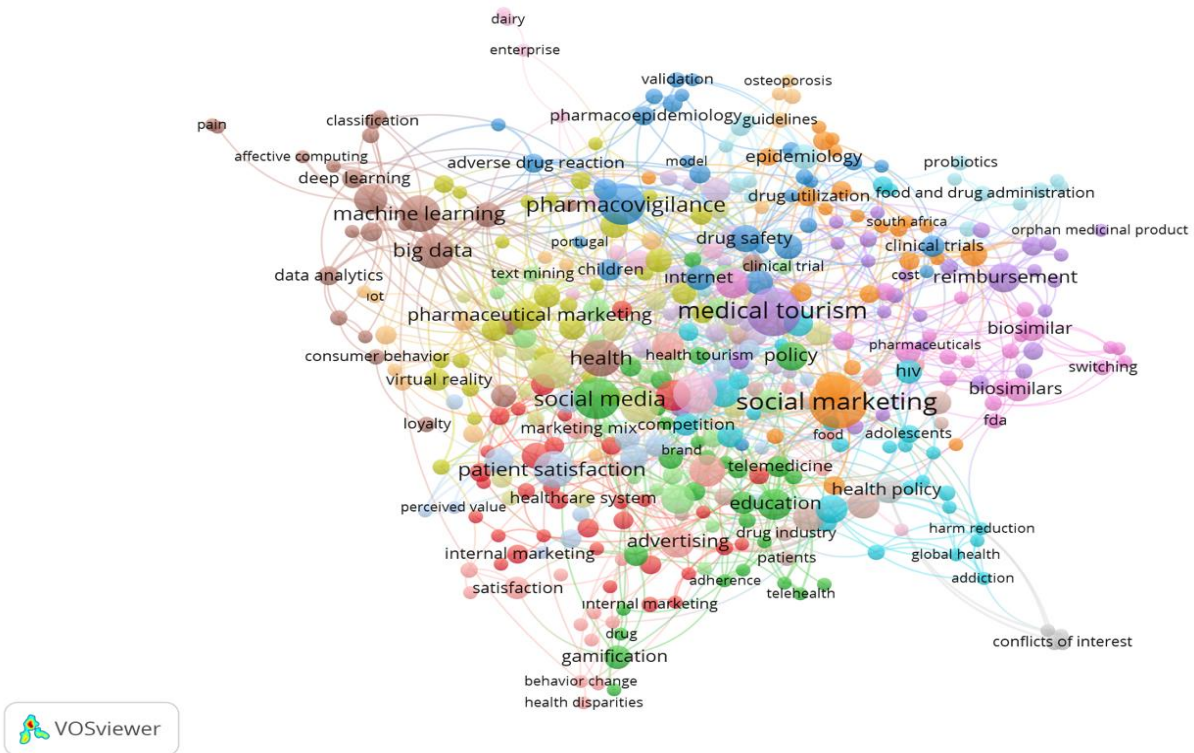 dairy
enterprise
validation
osteoporosis
pharmacoepidemiology
guidelines
pain
classification
affective computing
adverse drug reaction
model
epidemiology
probiotics
deep learning
drug utilization
food and drug administration
machine learning
pharmacovigilance
south africa
orphan medicinal product
big data
portugal
drug safety
clinical trials
data analytics
text mining
children
internet
clinical trial
cost
reimbursement
iot
pharmaceutical marketing
medical tourism
biosimilar
consumer behavior
health
health tourism
policy
pharmaceuticals
switching
virtual reality
hiv
biosimilars
social media
social marketing
loyalty
marketing mix
competition
food
adolescents
fda
brand
patient satisfaction
telemedicine
perceived value
healthcare system
education
health policy
internal marketing
advertising
drug industry
harm reduction
patients
global health
satisfaction
adherence
addiction
internal marketing
telehealth
drug
conflicts of interest
gamification
behavior change
health disparities
VOSviewer